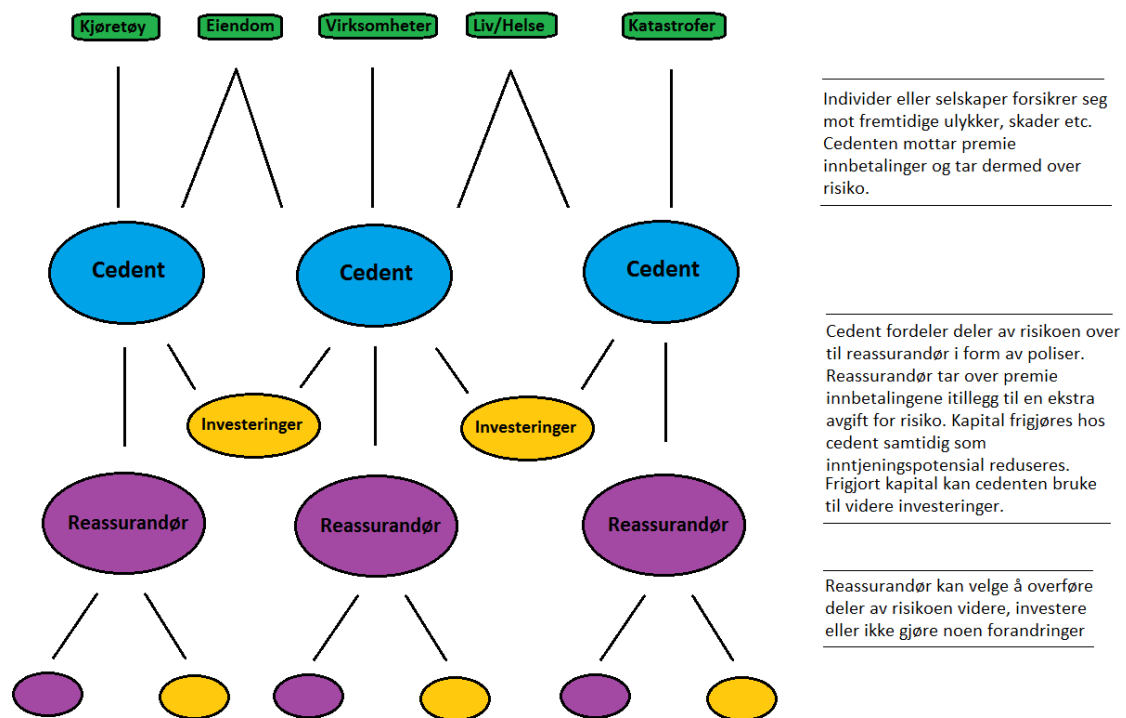 Kjøretøy
Eiendom
Virksomheter
Liv/Helse
Katastrofer
Individer eller selskaper forsikrer seg
mot fremtidige ulykker, skader etc.
Cedenten mottar premie
innbetalinger og tar dermed over
risiko.
Cedent
Cedent
Cedent
Cedent fordeler deler av risikoen over
til reassurandør i form av poliser.
Reassurandør tar over premie
innbetalingene itillegg til en ekstra
avgift for risiko. Kapital frigjøres hos
cedent samtidig som
inntjeningspotensial reduseres.
Frigjort kapital kan cedenten bruke
til videre investeringer.
Investeringer
Investeringer
Reassurandør
Reassurandør
Reassurandør
Reassurandør kan velge å overføre
deler av risikoen videre, investere
eller ikke gjøre noen forandringer